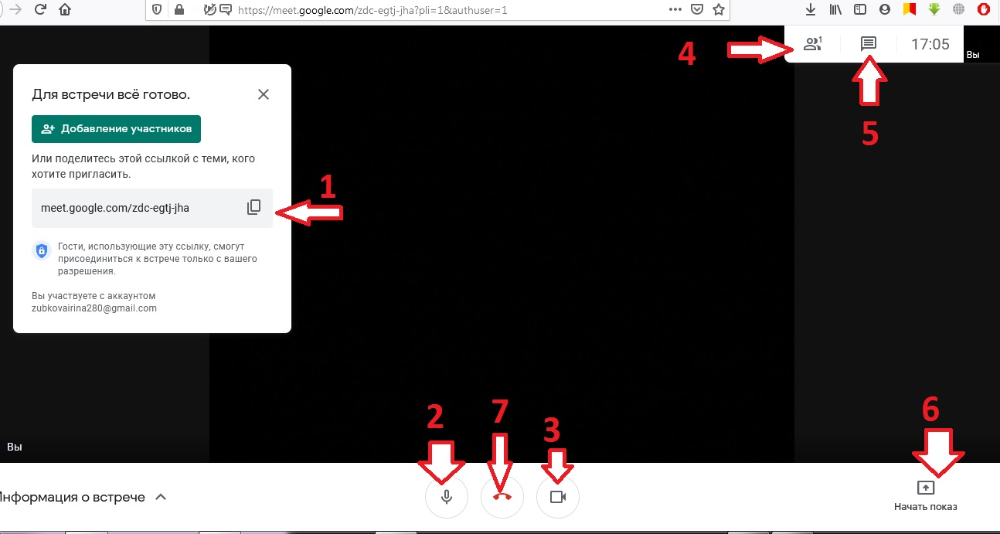 https://meet.google.com/zdc-egtj-jha?pli=1&authuser=1
4
1
17:05
Вы
5
Для встречи всё готово.
Добавление участников
Или поделитесь этой ссылкой с теми, кого
хотите пригласить.
1
meet.google.com/zdc-egtj-jha
Гости, использующие эту ссылку, смогут
присоединиться к встрече только с вашего
разрешения.
Вы участвуете с аккаунтом
zubkovairina280@gmail.com
2
7
3
6
Вы
Информация о встрече
Начать показ